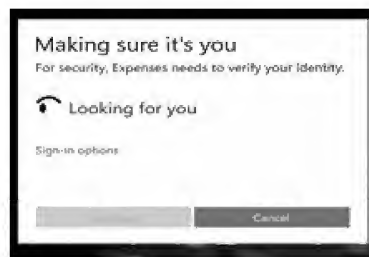 Making sure it's you
For security, Expenses needs to verify your identity.
Looking for you
Sign-in options
Cancel